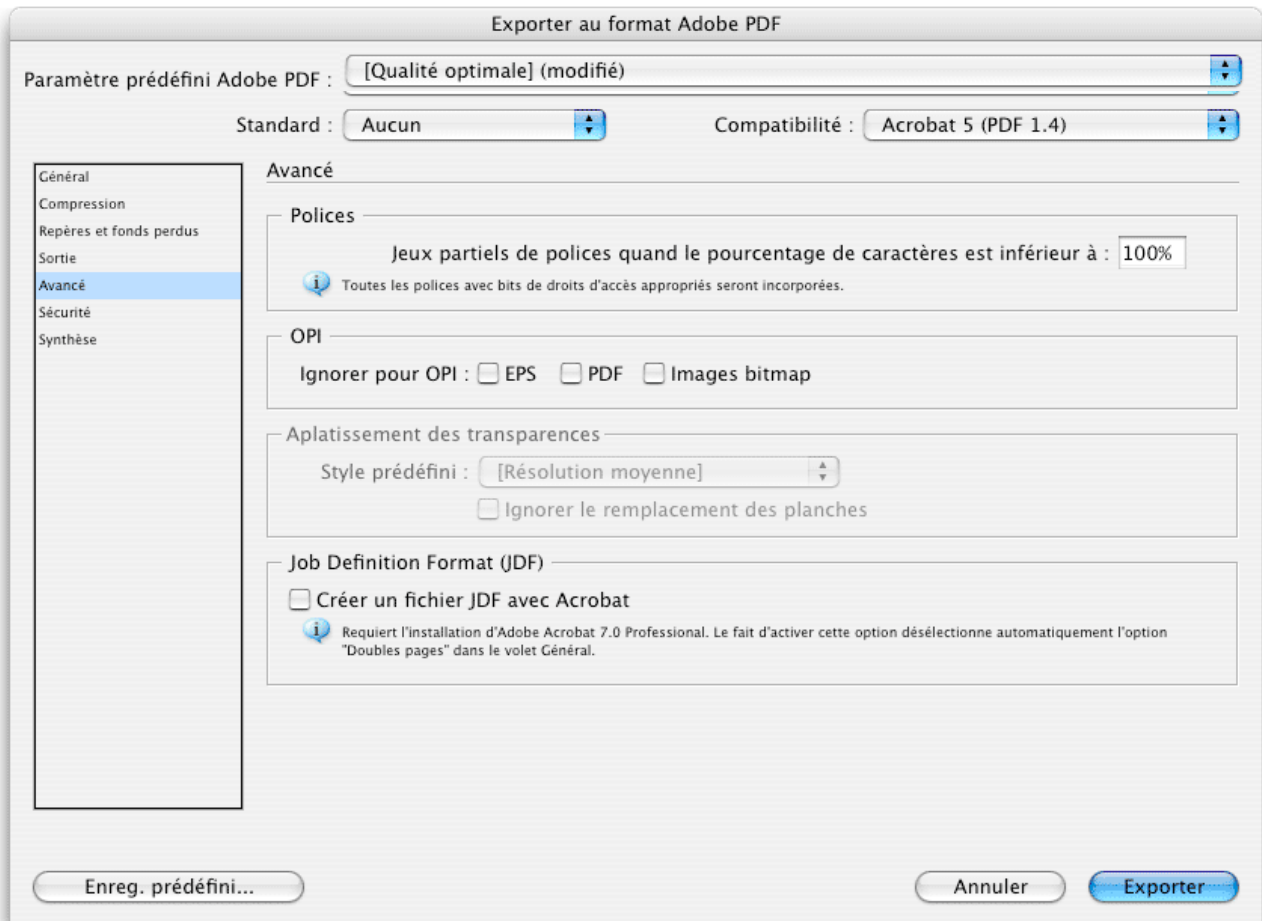 Exporter au format Adobe PDF
Paramètre prédéfini Adobe PDF : [Qualité optimale] (modifié)
Standard : Aucun Compatibilité : Acrobat 5 (PDF 1.4)
Général
Compression
Repères et fonds perdus
Sortie
Avancé
Sécurité
Synthèse
Avancé
Polices
Jeux partiels de polices quand le pourcentage de caractères est inférieur à : 100%
Toutes les polices avec bits de droits d'accès appropriés seront incorporées.
OPI
Ignorer pour OPI : EPS PDF Images bitmap
Aplatissement des transparences
Style prédéfini : [Résolution moyenne]
Ignorer le remplacement des planches
Job Definition Format (JDF)
Créer un fichier JDF avec Acrobat
Requiert l'installation d'Adobe Acrobat 7.0 Professional. Le fait d'activer cette option désélectionne automatiquement l'option
"Doubles pages" dans le volet Général.
Enreg. prédéfini... Annuler Exporter